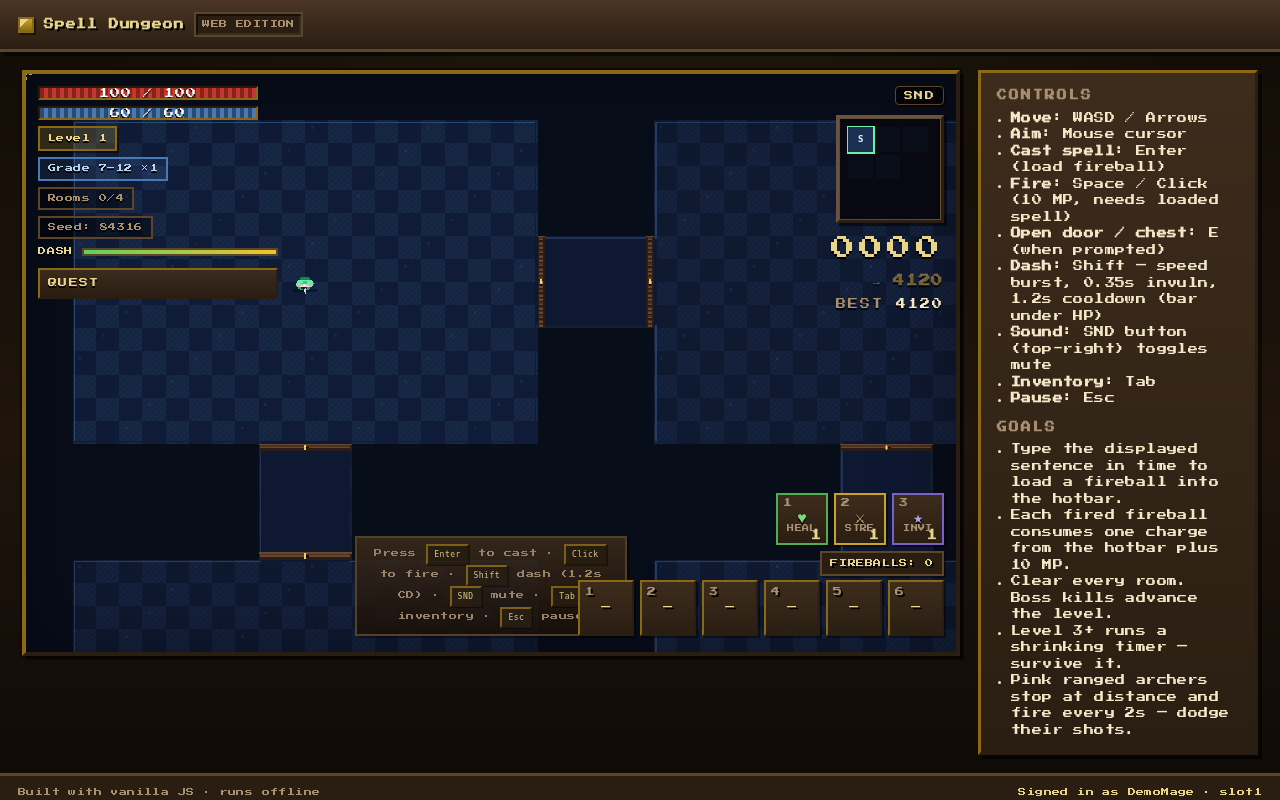 Spell Dungeon WEB EDITION
100 / 100
60 / 60
Level 1
Grade 7-12 ×1
Rooms 0/4
Seed: 84316
DASH
QUEST
SND
S
0000
4120
BEST 4120
1 HEAL 1
2 STRE 1
3 INVI 1
FIREBALLS: 0
Press Enter to cast · Click
to fire · Shift dash (1.2s
CD) · SND mute · Tab
inventory · Esc pause
1 —
2 —
3 —
4 —
5 —
6 —
CONTROLS
. Move: WASD / Arrows
. Aim: Mouse cursor
. Cast spell: Enter
(load fireball)
. Fire: Space / Click
(10 MP, needs loaded
spell)
. Open door / chest: E
(when prompted)
. Dash: Shift — speed
burst, 0.35s invuln,
1.2s cooldown (bar
under HP)
. Sound: SND button
(top-right) toggles
mute
. Inventory: Tab
. Pause: Esc
GOALS
. Type the displayed
sentence in time to
load a fireball into
the hotbar.
. Each fired fireball
consumes one charge
from the hotbar plus
10 MP.
. Clear every room.
Boss kills advance
the level.
. Level 3+ runs a
shrinking timer —
survive it.
. Pink ranged archers
stop at distance and
fire every 2s — dodge
their shots.
Built with vanilla JS · runs offline
Signed in as DemoMage · slot1